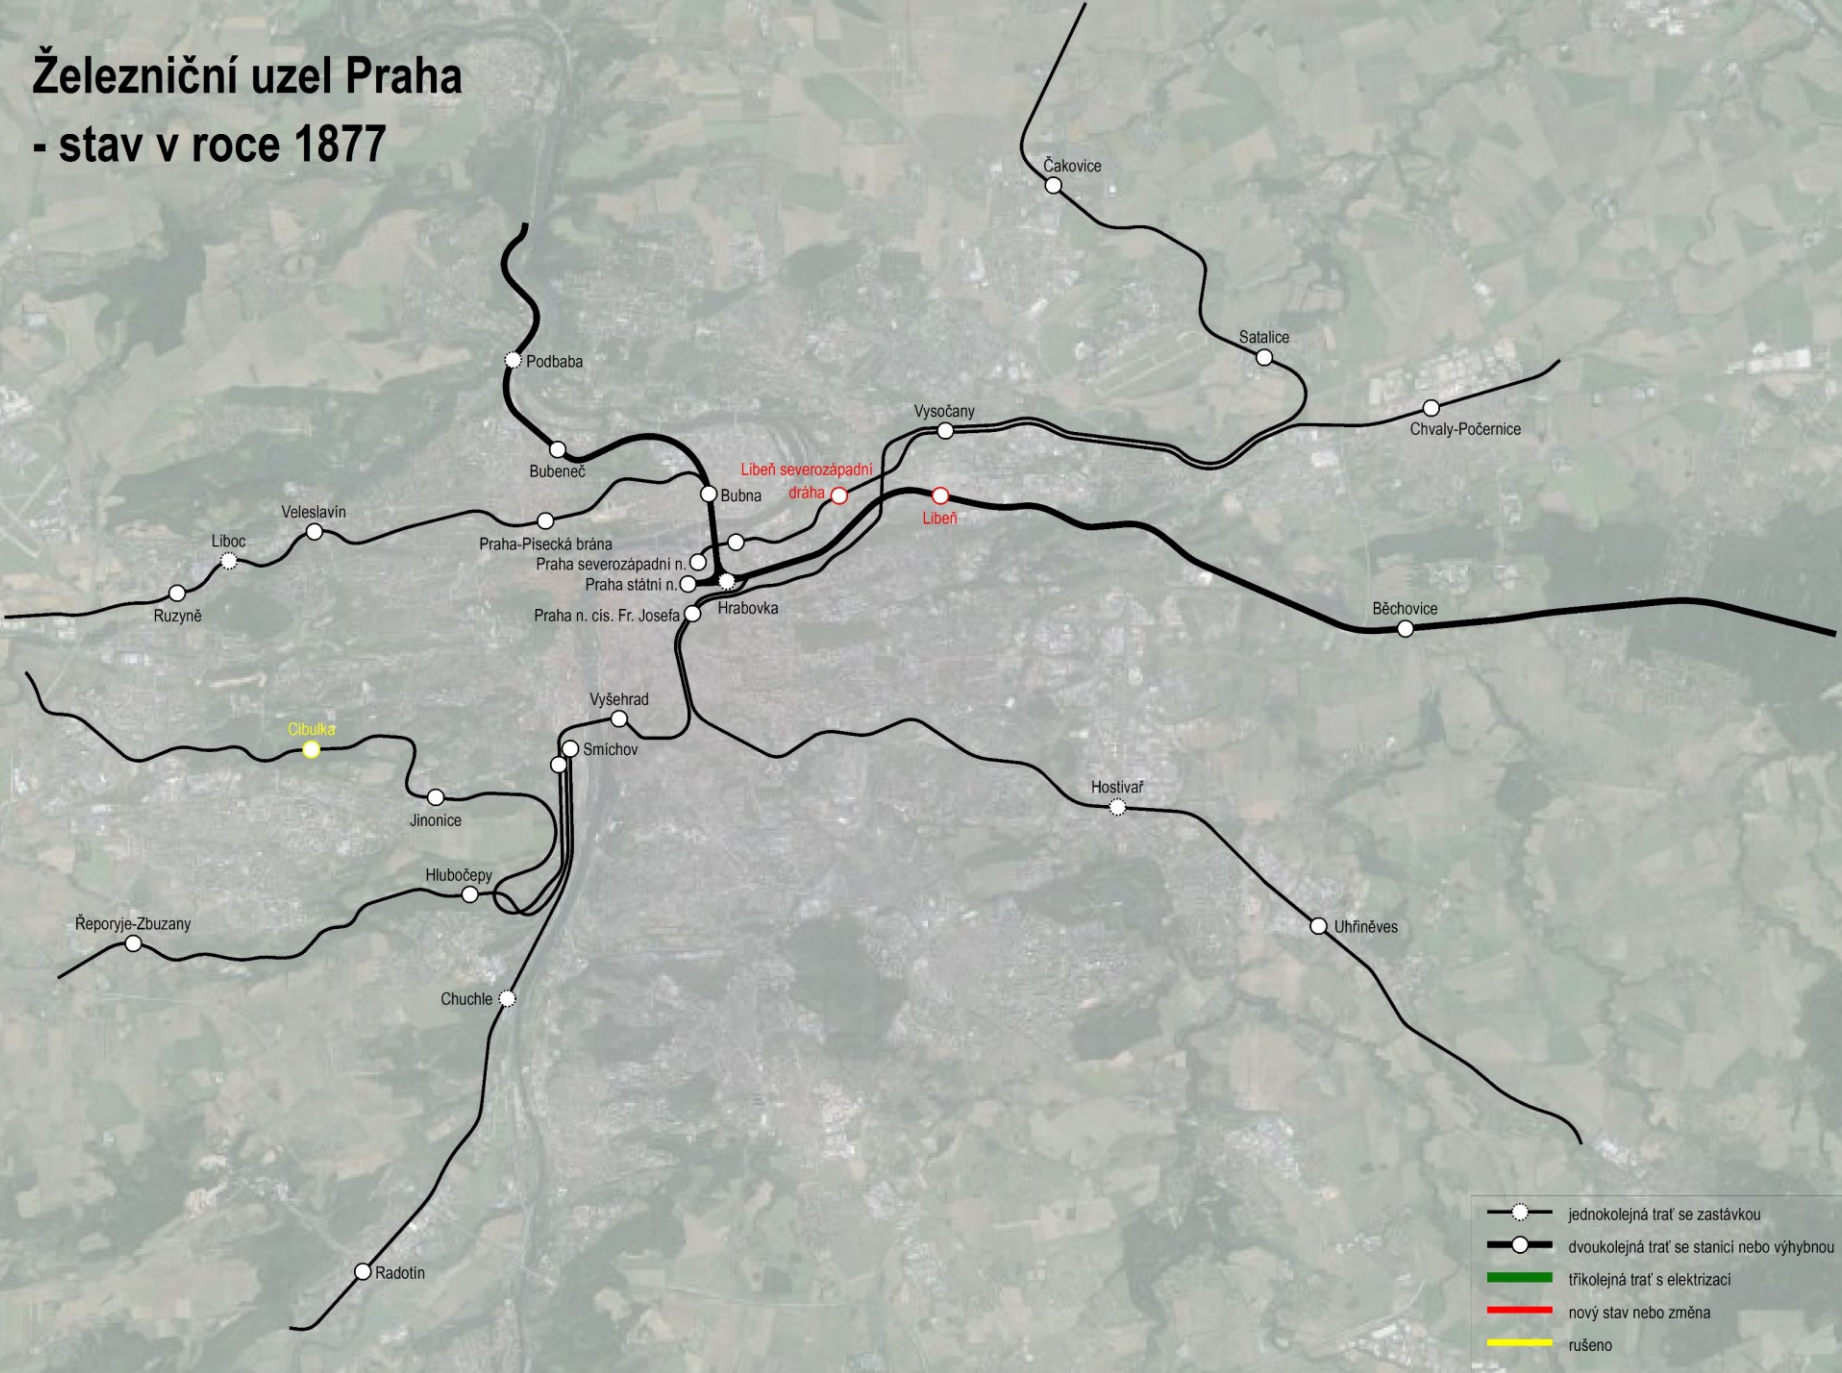 Železniční uzel Praha
- stav v roce 1877
Čakovice
Satalice
Podbaba
Vysočany
Chvaly-Počernice
Bubeneč
Libeň severozápadní
dráha
Bubna
Libeň
Veleslavín
Liboc
Praha-Písecká brána
Praha severozápadní n.
Praha státní n.
Ruzyně
Praha n. cís. Fr. Josefa
Hrabovka
Běchovice
Vyšehrad
Cibulka
Smíchov
Hostivař
Jinonice
Hlubočepy
Řeporyje-Zbuzany
Uhříněves
Chuchle
Radotín
jednokolejná trať se zastávkou
dvoukolejná trať se stanicí nebo výhybnou
tříkolejná trať s elektrizací
nový stav nebo změna
rušeno